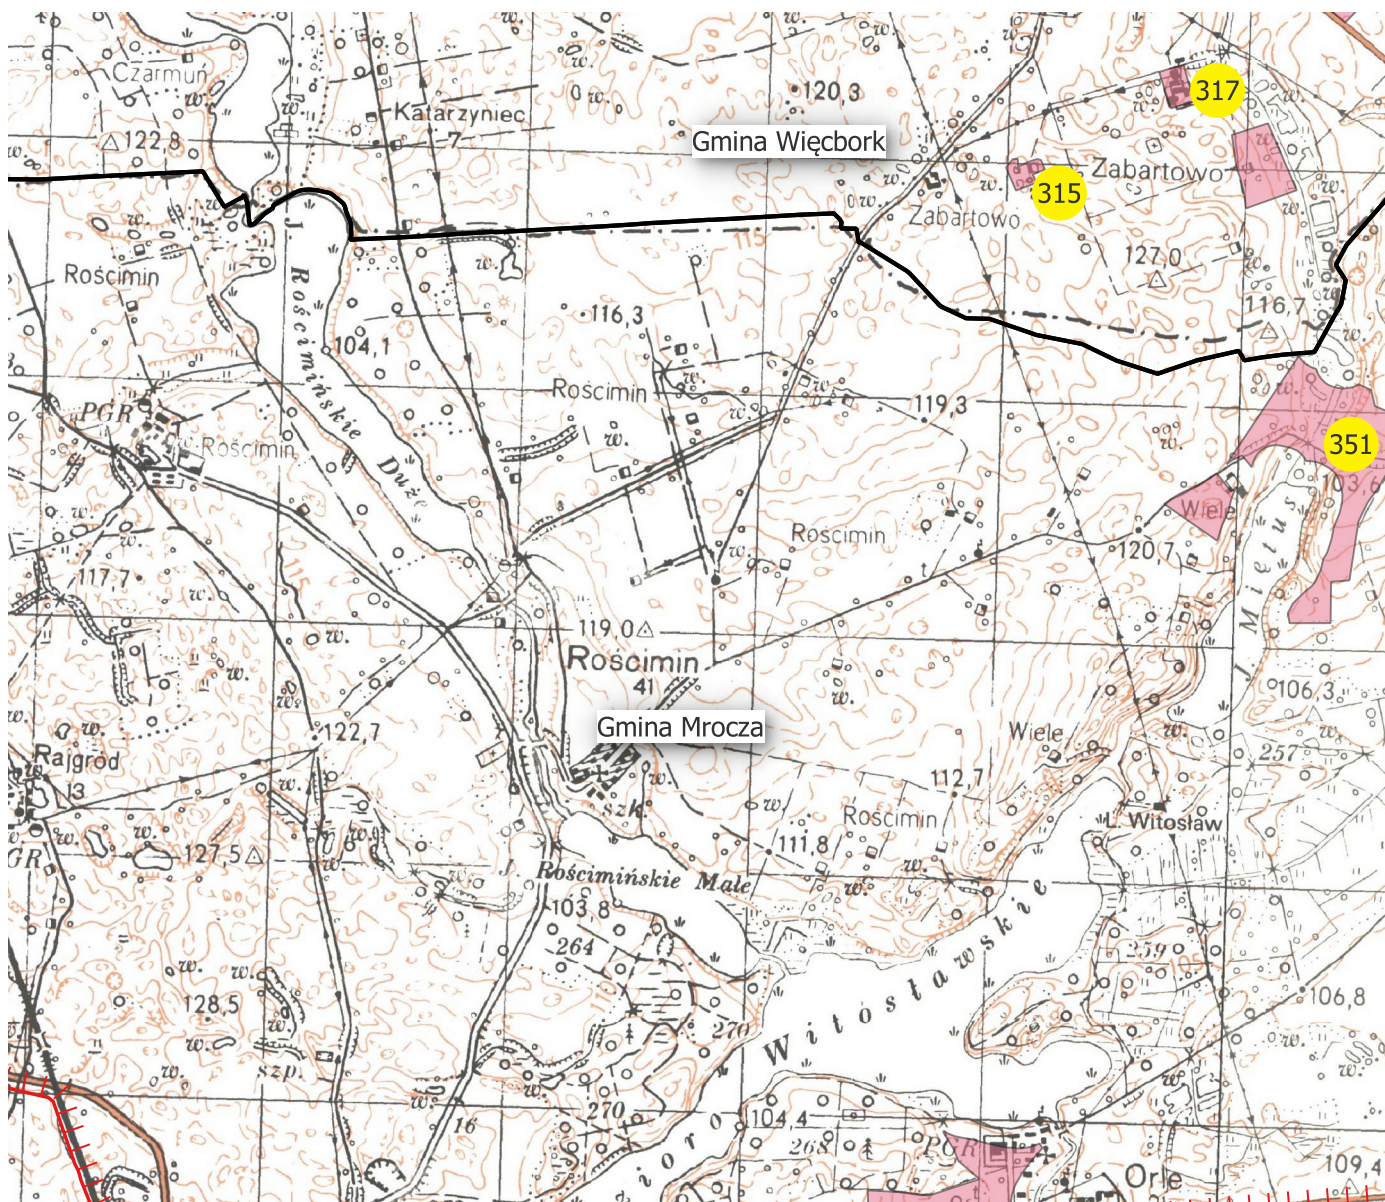 Czarmuń
w.
122,8
Katarzyniec
7
w.
120,3
Gmina Więcbork
317
Zabartowo
315
Zabartowo
115
127,0
116,7
Rościmin
J. Rościmińskie Duże
104,1
116,3
Rościmin
119,3
351
103,6
PGR
Rościmin
Wiele
J. Miętus
Rościmin
120,7
117,7
115
119,0
Rościmin
41
Gmina Mrocza
122,7
Rajgród
13
szk.
Wiele
106,3
257
112,7
Rościmin
L. Witosław
111,8
127,5
GR
J. Rościmińskie Małe
103,8
264
259
128,5
106,8
szp.
270
Witosławskie
270
104,4
16
268
PGR
Orle
109,4